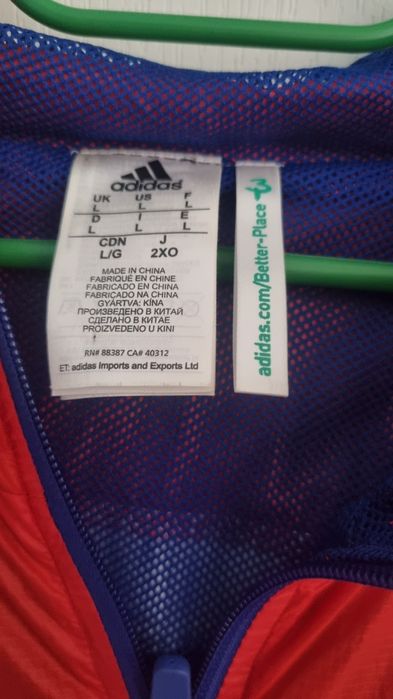 adidas
UK US F
L L L
D I E
L L L
CDN J
L/G 2XO
MADE IN CHINA
FABRIQUÉ EN CHINE
FABRICADO EN CHINA
FABRICADO NA CHINA
GYÁRTVA: KÍNA
ПРОИЗВЕДЕНО В КИТАЙ
СДЕЛАНО В КИТАЕ
PROIZVEDENO U KINI
RN# 88387 CA# 40312
ET: adidas Imports and Exports Ltd
adidas.com/Better-Place